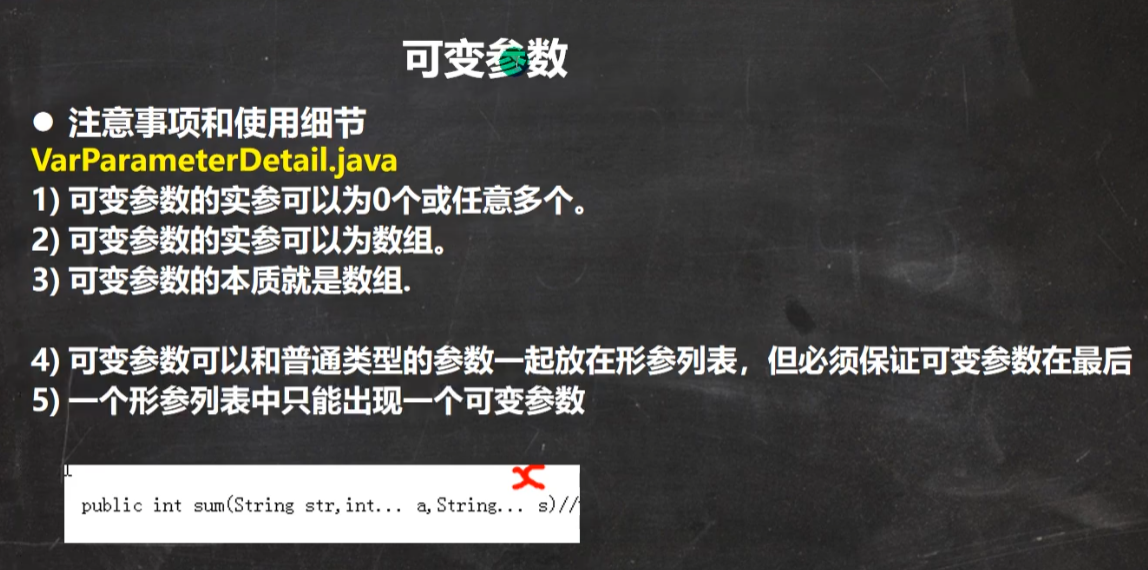 可变参数
● 注意事项和使用细节
VarParameterDetail.java
1) 可变参数的实参可以为0个或任意多个。
2) 可变参数的实参可以为数组。
3) 可变参数的本质就是数组.
4) 可变参数可以和普通类型的参数一起放在形参列表，但必须保证可变参数在最后
5) 一个形参列表中只能出现一个可变参数
public int sum(String str,int... a,String... s)//